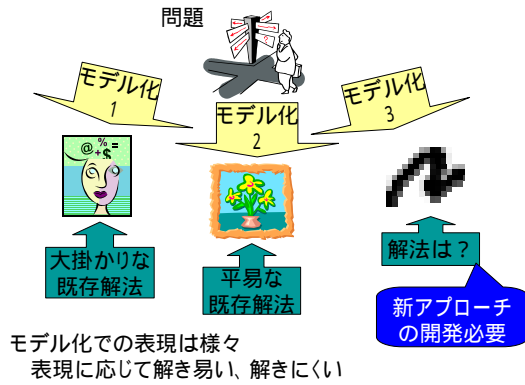 問題
モデル化
1
モデル化
2
モデル化
3
@%=
+$
大掛かりな
既存解法
平易な
既存解法
解法は？
新アプローチ
の開発必要
モデル化での表現は様々
表現に応じて解き易い、解きにくい